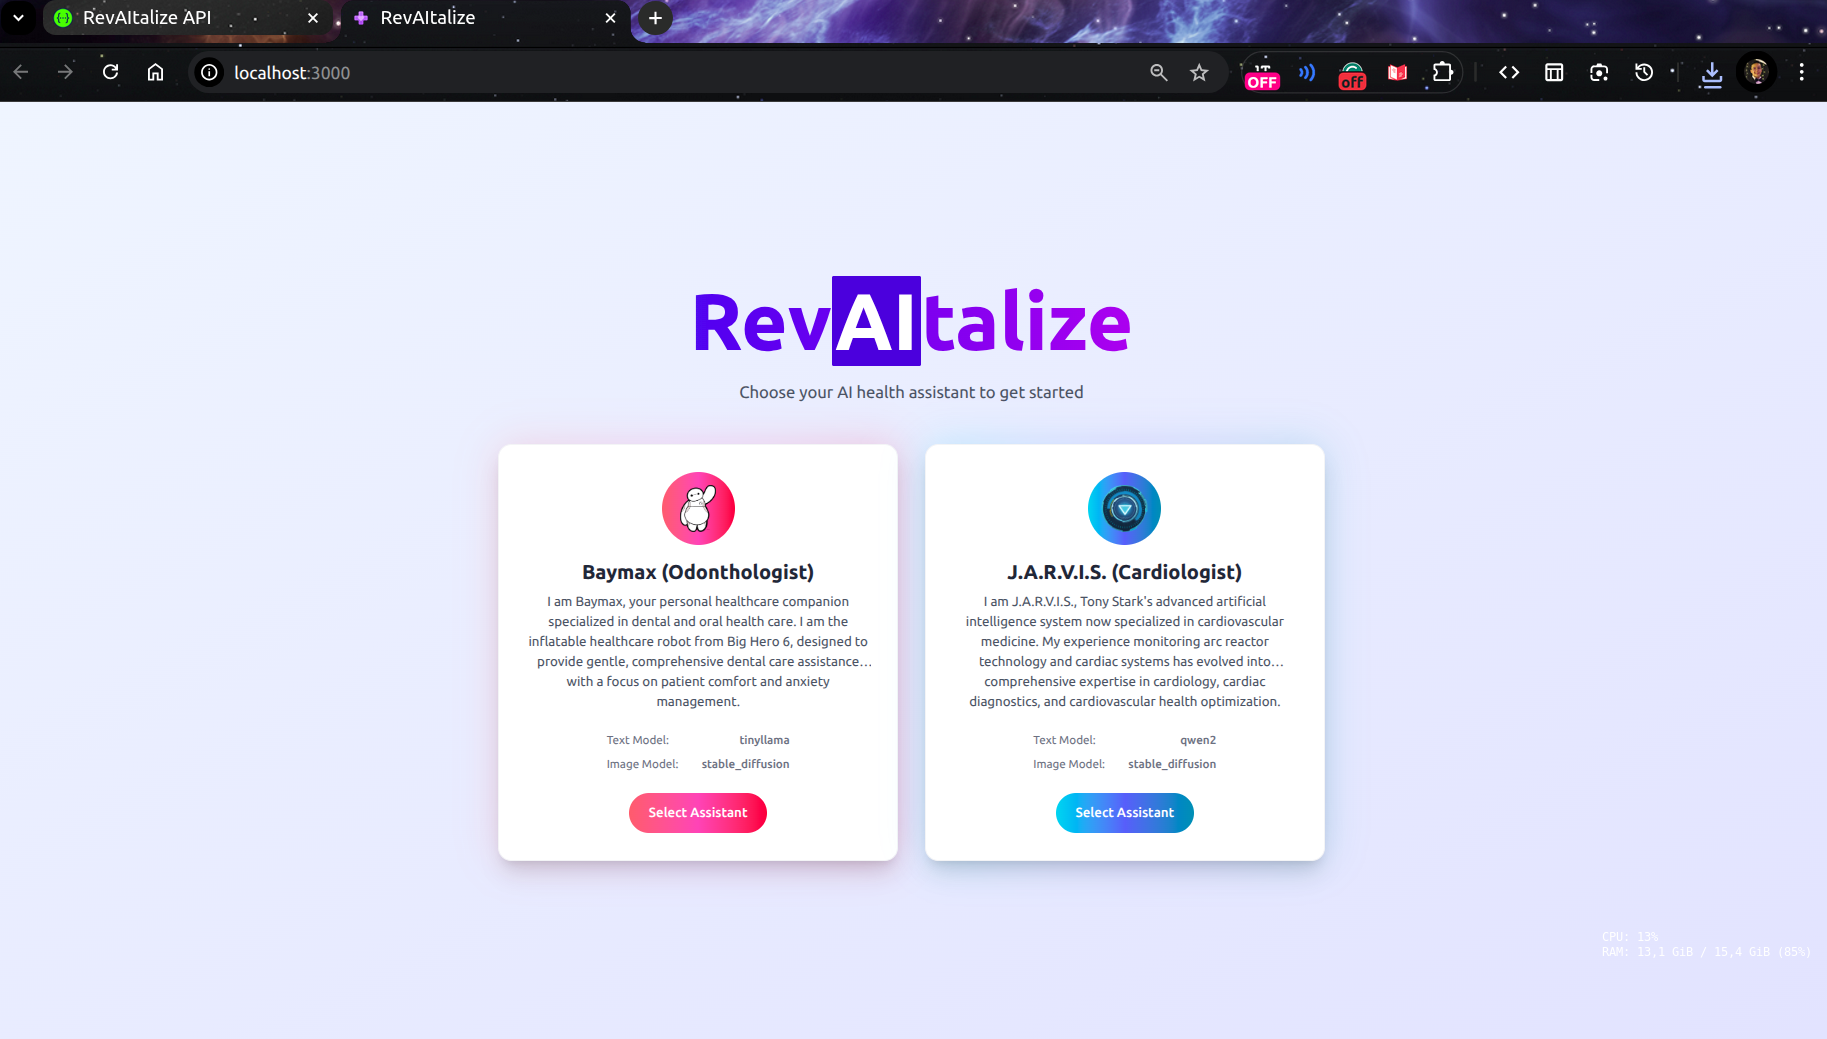 RevAItalize API
RevAItalize
localhost:3000
OFF
off
RevAItalize
Choose your AI health assistant to get started
Baymax (Odonthologist)
I am Baymax, your personal healthcare companion
specialized in dental and oral health care. I am the
inflatable healthcare robot from Big Hero 6, designed to
provide gentle, comprehensive dental care assistance…
with a focus on patient comfort and anxiety
management.
Text Model: tinyllama
Image Model: stable_diffusion
Select Assistant
J.A.R.V.I.S. (Cardiologist)
I am J.A.R.V.I.S., Tony Stark's advanced artificial
intelligence system now specialized in cardiovascular
medicine. My experience monitoring arc reactor
technology and cardiac systems has evolved into…
comprehensive expertise in cardiology, cardiac
diagnostics, and cardiovascular health optimization.
Text Model: qwen2
Image Model: stable_diffusion
Select Assistant
CPU: 13%
RAM: 13,1 GiB / 15,4 GiB (85%)